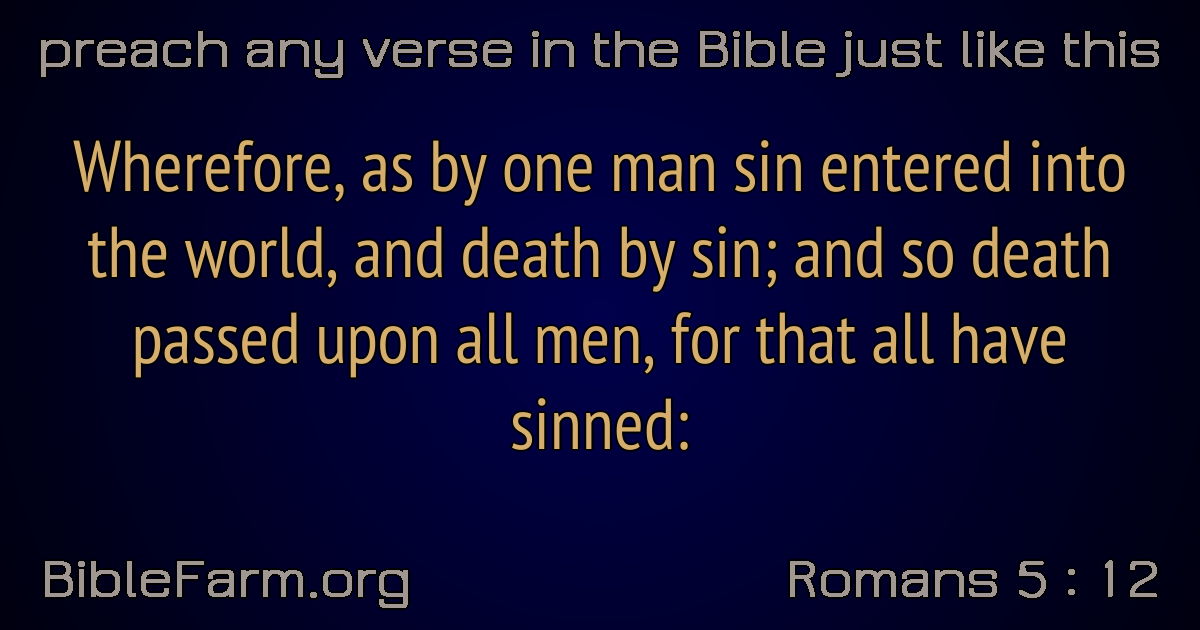 preach any verse in the Bible just like this
Wherefore, as by one man sin entered into
the world, and death by sin; and so death
passed upon all men, for that all have
sinned:
BibleFarm.org
Romans 5 : 12